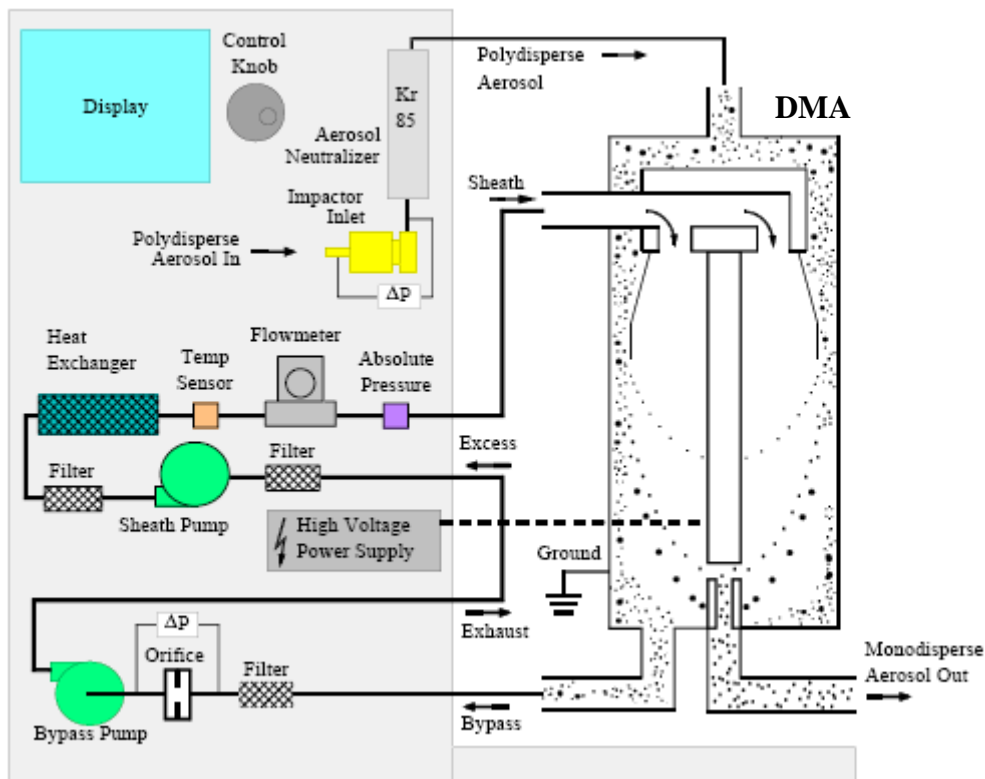 Control
Knob
Display
Kr
85
Aerosol
Neutralizer
Impactor
Inlet
Polydisperse
Aerosol In
ΔP
Polydisperse
Aerosol
DMA
Sheath
Heat
Exchanger
Temp
Sensor
Flowmeter
Absolute
Pressure
Filter
Sheath Pump
Filter
Excess
High Voltage
Power Supply
Ground
Exhaust
ΔP
Orifice
Filter
Bypass Pump
Bypass
Monodisperse
Aerosol Out